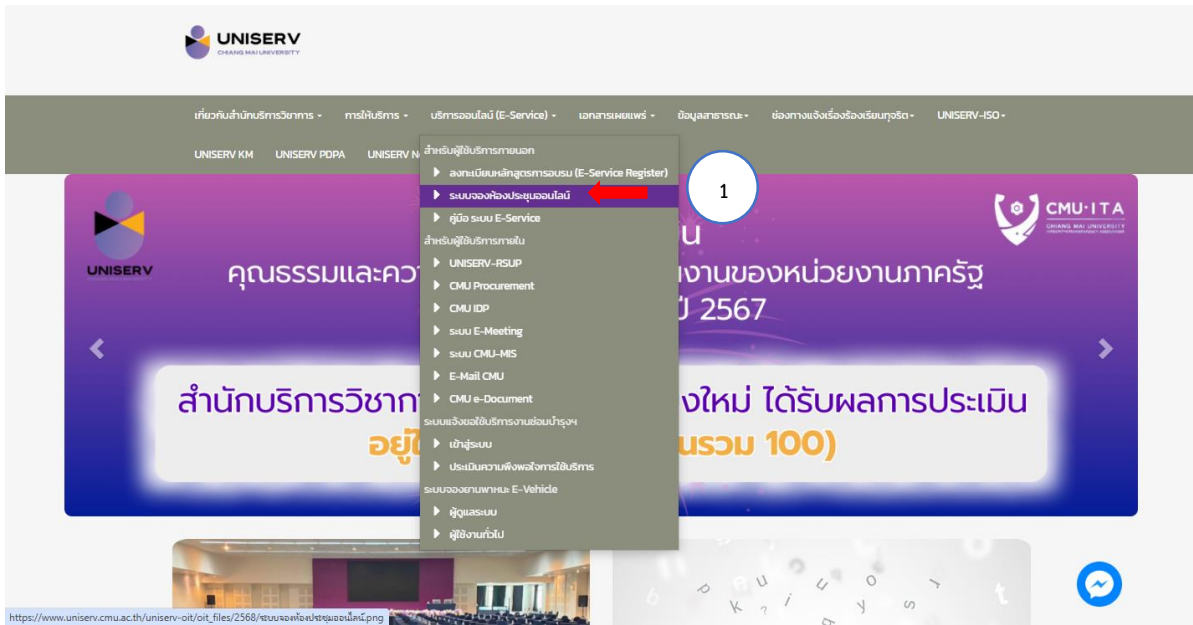 UNISERV
CHIANG MAI UNIVERSITY
เกี่ยวกับสำนักบริการวิชาการ
การให้บริการ
บริการออนไลน์ (E-Service)
เอกสารเผยแพร่
ข้อมูลสาธารณะ
ช่องทางแจ้งเรื่องร้องเรียนทุจริต
UNISERV-ISO
UNISERV KM
UNISERV PDPA
UNISERV N
สำหรับผู้ใช้บริการภายนอก
ลงทะเบียนหลักสูตรการอบรม (E-Service Register)
ระบบจองห้องประชุมออนไลน์
1
คู่มือ ระบบ E-Service
สำหรับผู้ใช้บริการภายใน
UNISERV-RSUP
CMU Procurement
CMU IDP
ระบบ E-Meeting
ระบบ CMU-MIS
E-Mail CMU
CMU e-Document
ระบบแจ้งขอใช้บริการงานซ่อมบำรุงฯ
เข้าสู่ระบบ
ประเมินความพึงพอใจการใช้บริการ
ระบบจองยานพาหนะ E-Vehicle
ผู้ดูแลระบบ
ผู้ใช้งานทั่วไป
UNISERV
CMU·ITA
CHIANG MAI UNIVERSITY
น
คุณธรรมและควา
งานของหน่วยงานภาครัฐ
ปี 2567
สำนักบริการวิชากา
งใหม่ ได้รับผลการประเมิน
อยู่ใ
นรวม 100)
https://www.uniserv.cmu.ac.th/uniserv-oit/oit_files/2568/ระบบจองห้องประชุมออนไลน์.png